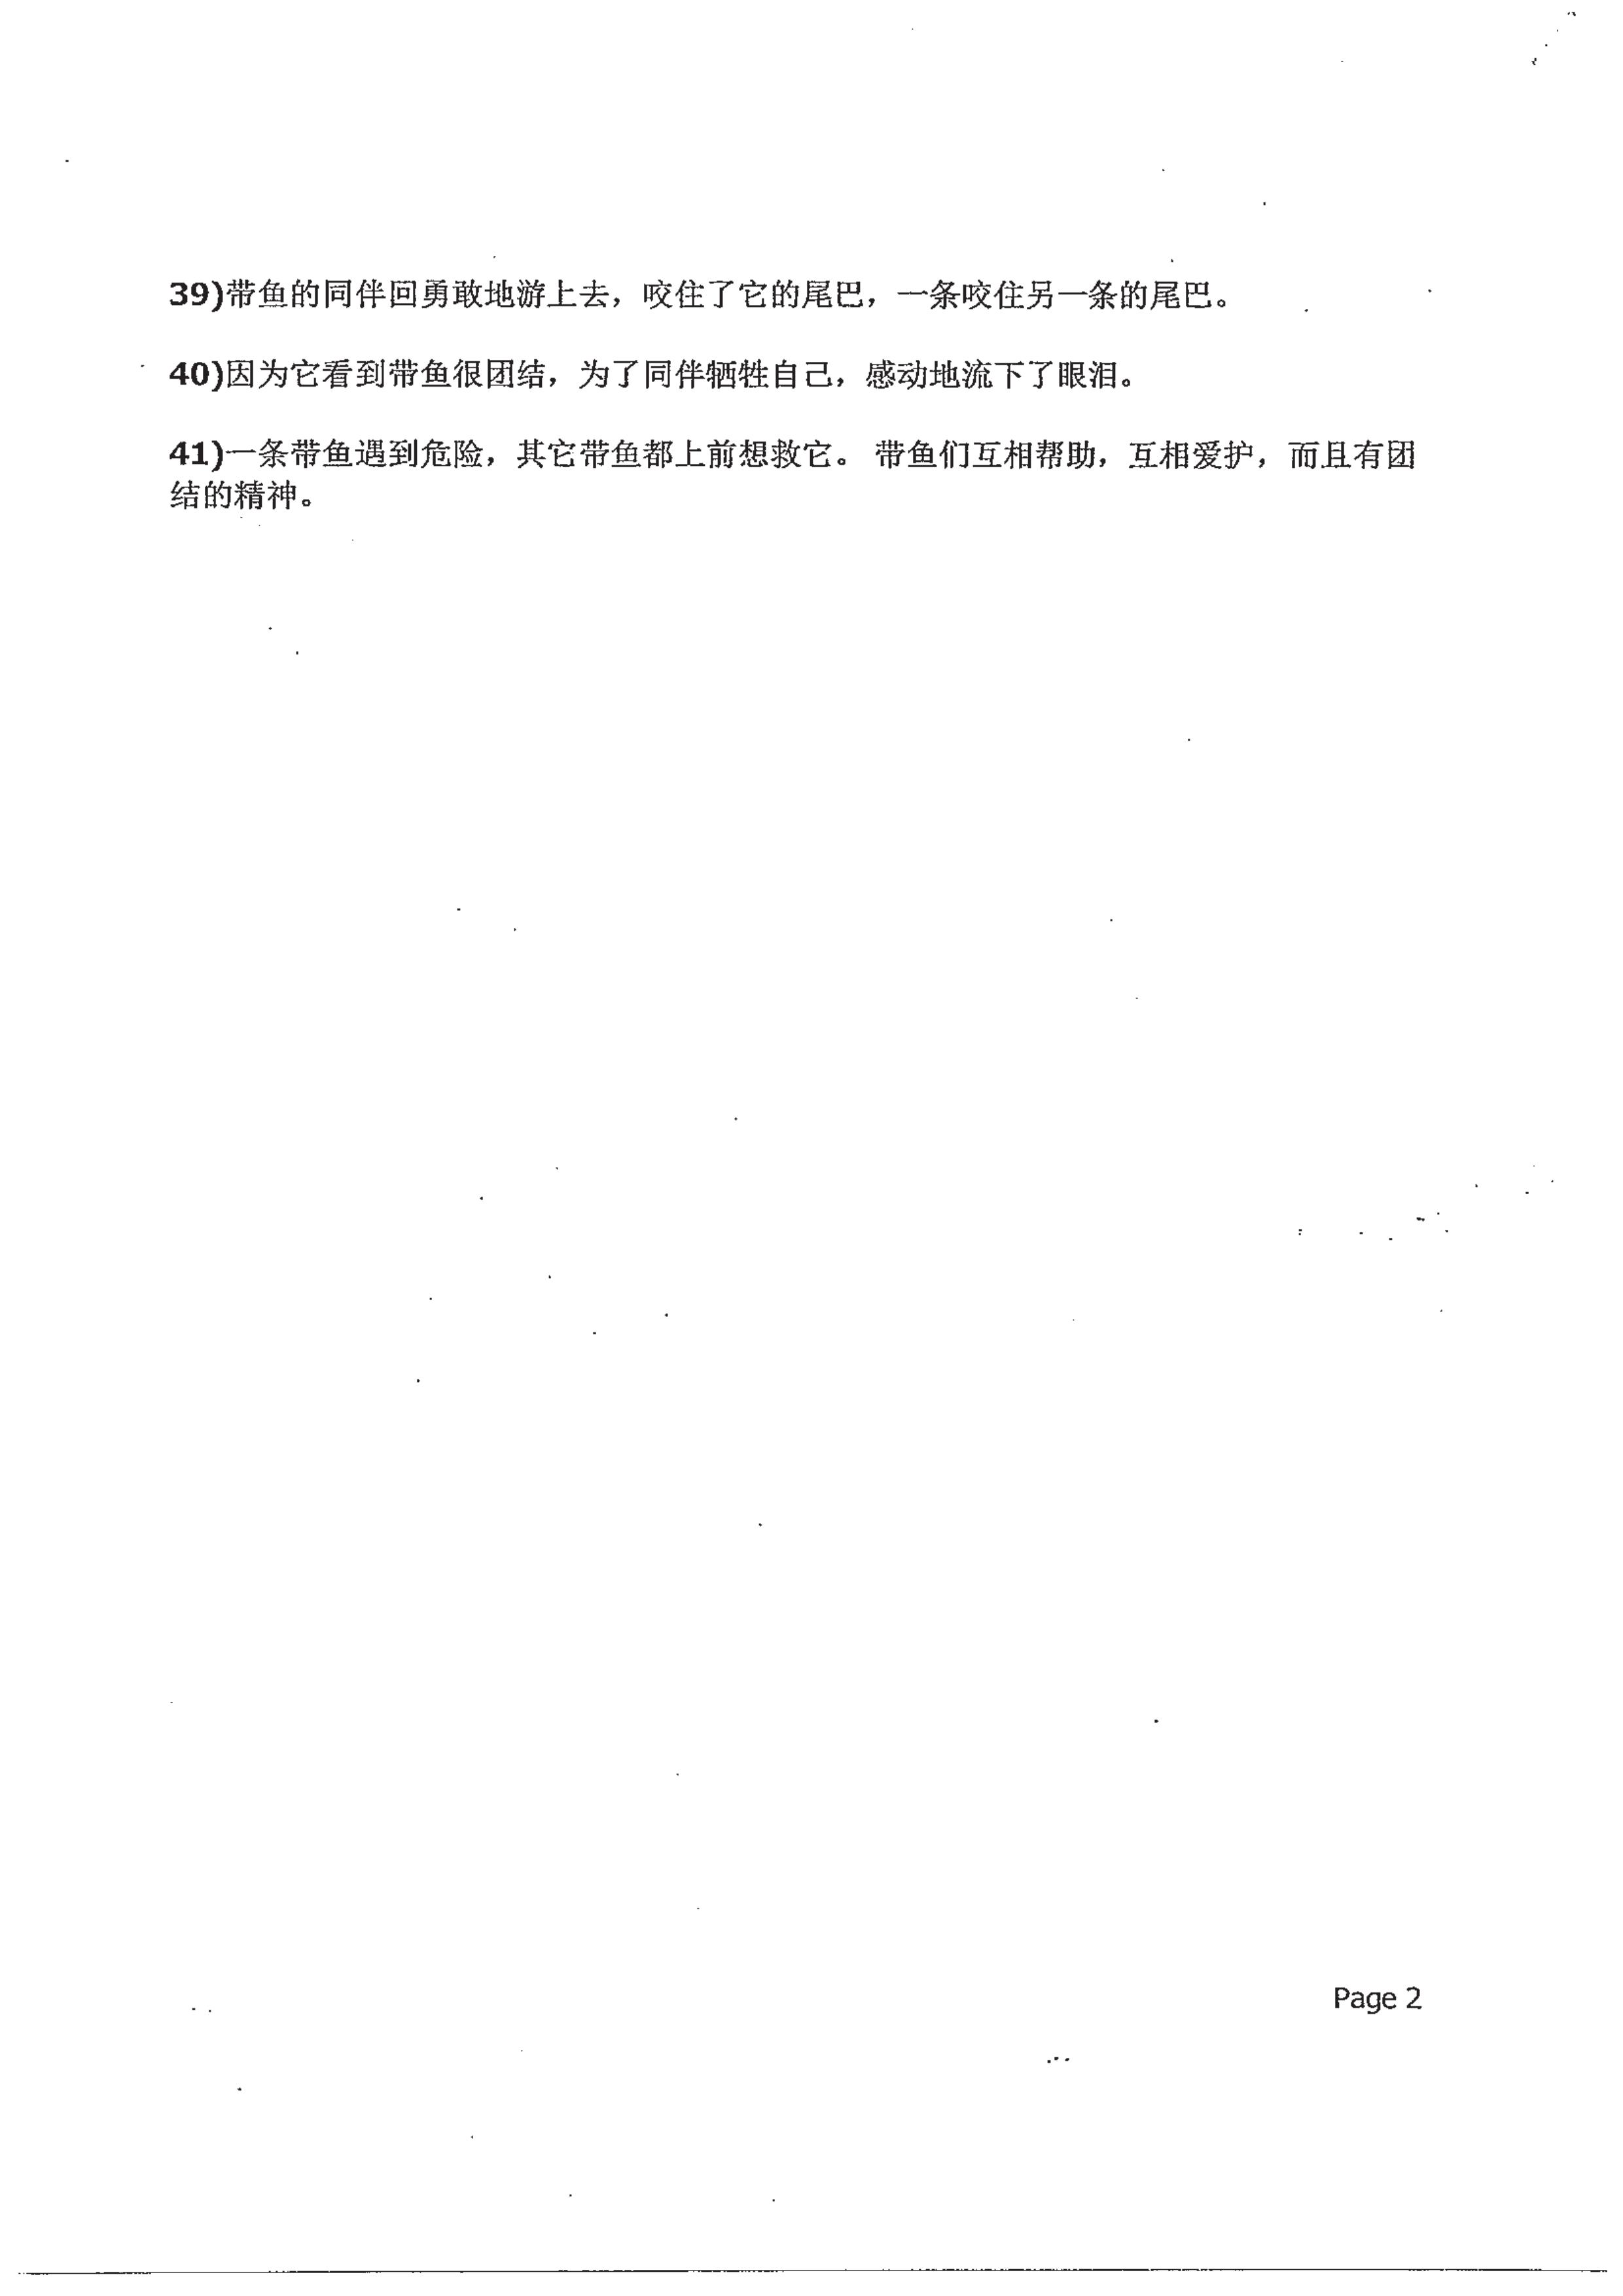 39)带鱼的同伴回勇敢地游上去，咬住了它的尾巴，一条咬住另一条的尾巴。
40)因为它看到带鱼很团结，为了同伴牺牲自己，感动地流下了眼泪。
41)一条带鱼遇到危险，其它带鱼都上前想救它。 带鱼们互相帮助，互相爱护，而且有团
结的精神。
Page 2